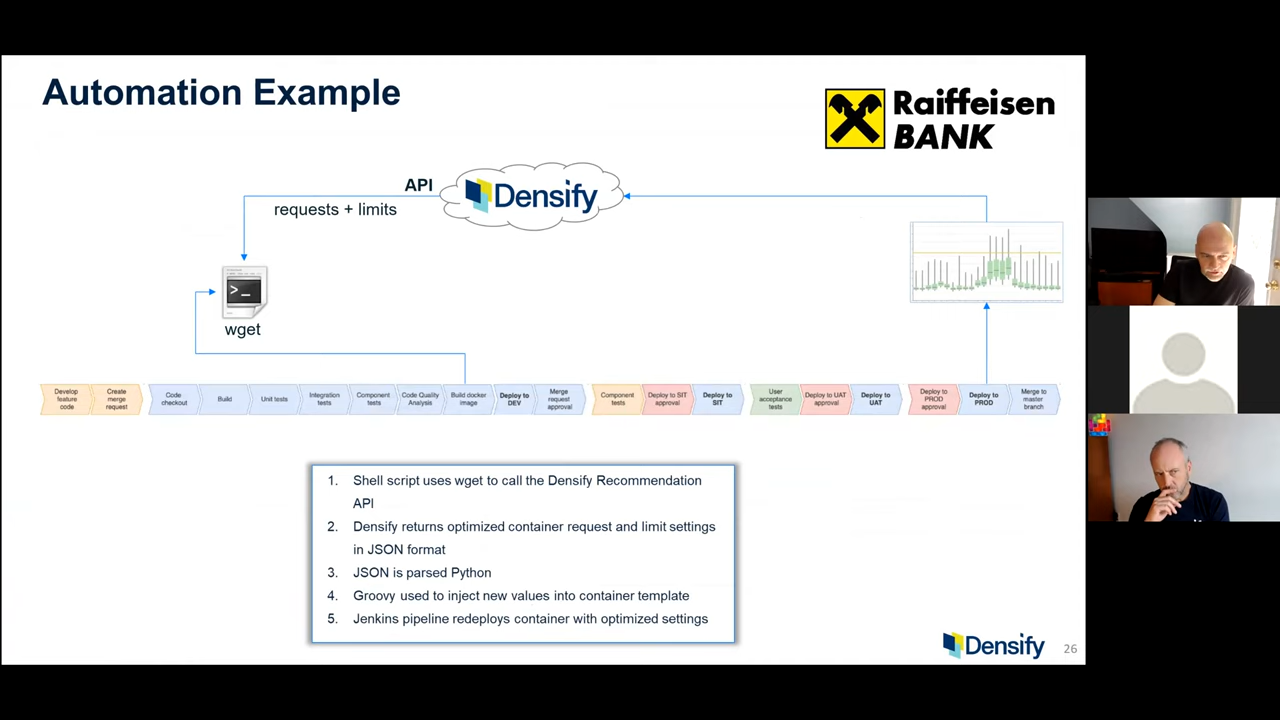 Automation Example
Raiffeisen
BANK
API
Densify
requests + limits
>_
wget
Develop
feature
code
Create
merge
request
Code
checkout
Build
Unit tests
Integration
tests
Component
tests
Code Quality
Analysis
Build docker
image
Deploy to
DEV
Merge
request
approval
Component
tests
Deploy to SIT
approval
Deploy to
SIT
User
acceptance
tests
Deploy to UAT
approval
Deploy to
UAT
Deploy to
PROD
approval
Deploy to
PROD
Merge to
master
branch
1. Shell script uses wget to call the Densify Recommendation
API
2. Densify returns optimized container request and limit settings
in JSON format
3. JSON is parsed Python
4. Groovy used to inject new values into container template
5. Jenkins pipeline redeploys container with optimized settings
Densify
26